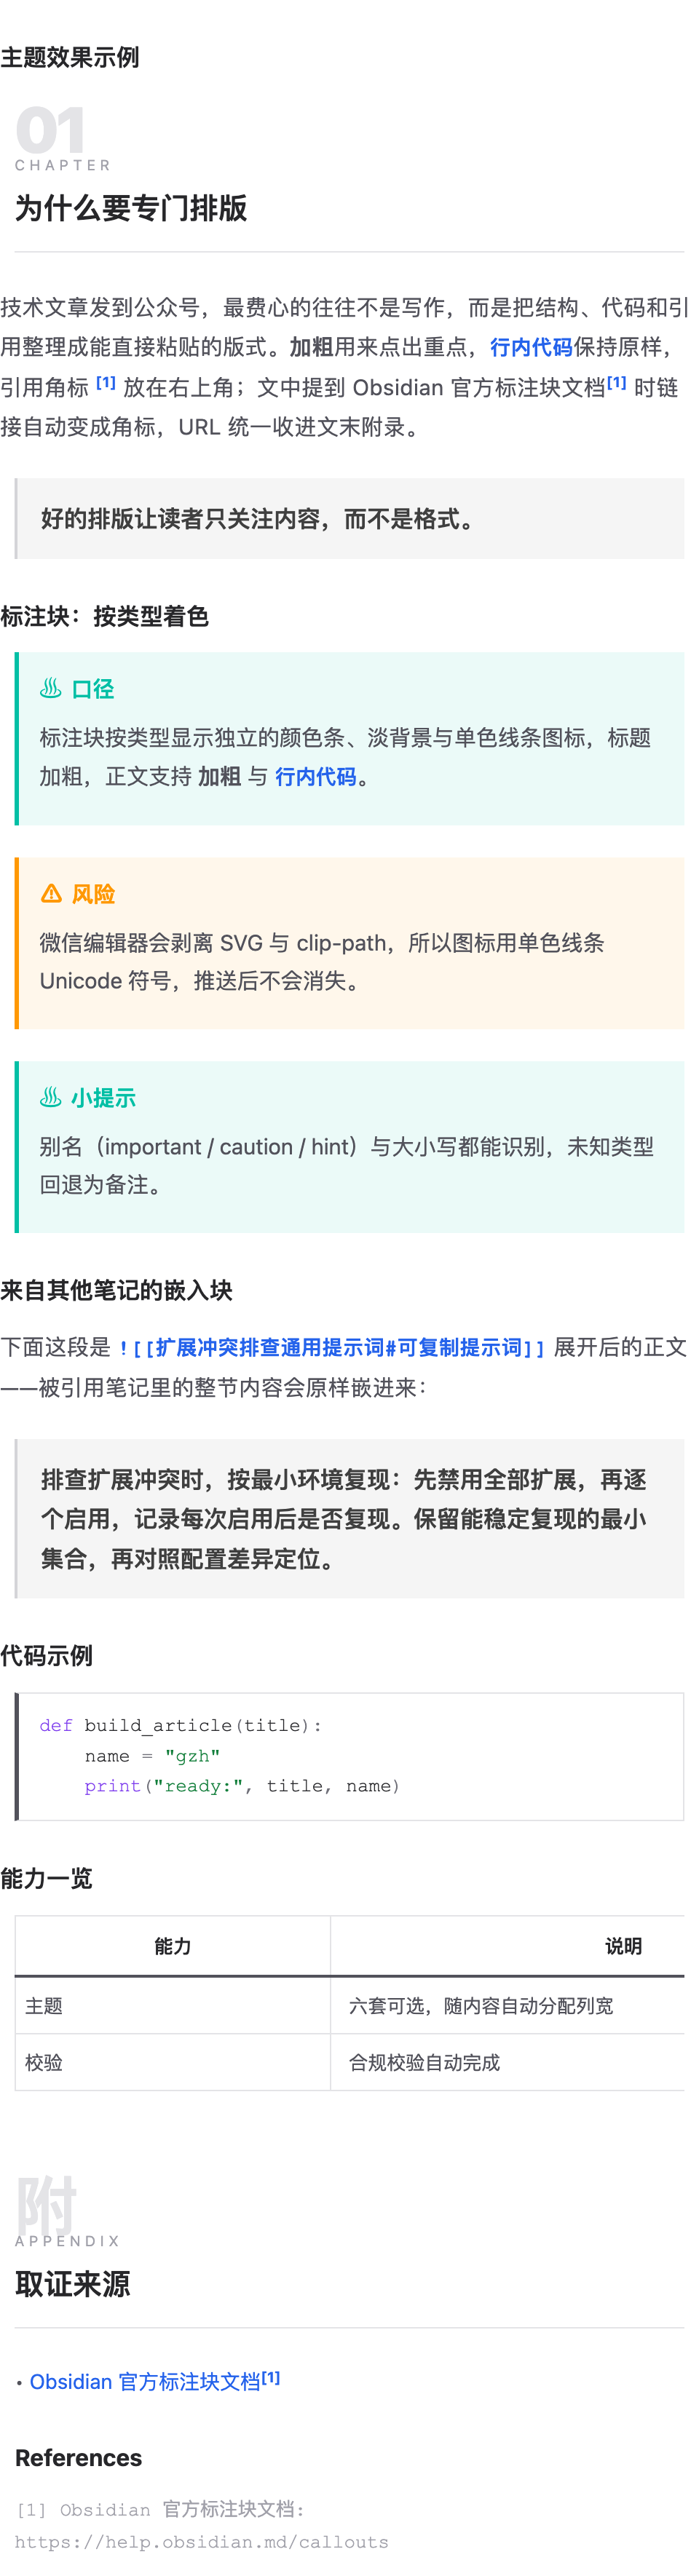 主题效果示例
01
CHAPTER
为什么要专门排版
技术文章发到公众号，最费心的往往不是写作，而是把结构、代码和引
用整理成能直接粘贴的版式。加粗用来点出重点，行内代码保持原样，
引用角标 [1] 放在右上角；文中提到 Obsidian 官方标注块文档[1] 时链
接自动变成角标，URL 统一收进文末附录。
好的排版让读者只关注内容，而不是格式。
标注块：按类型着色
♨ 口径
标注块按类型显示独立的颜色条、淡背景与单色线条图标，标题
加粗，正文支持 加粗 与 行内代码。
⚠ 风险
微信编辑器会剥离 SVG 与 clip-path，所以图标用单色线条
Unicode 符号，推送后不会消失。
♨ 小提示
别名（important / caution / hint）与大小写都能识别，未知类型
回退为备注。
来自其他笔记的嵌入块
下面这段是 ![[扩展冲突排查通用提示词#可复制提示词]] 展开后的正文
——被引用笔记里的整节内容会原样嵌进来：
排查扩展冲突时，按最小环境复现：先禁用全部扩展，再逐
个启用，记录每次启用后是否复现。保留能稳定复现的最小
集合，再对照配置差异定位。
代码示例
def build_article(title):
    name = "gzh"
    print("ready:", title, name)
能力一览
能力 说明
主题 六套可选，随内容自动分配列宽
校验 合规校验自动完成
附
APPENDIX
取证来源
• Obsidian 官方标注块文档[1]
References
[1] Obsidian 官方标注块文档:
https://help.obsidian.md/callouts